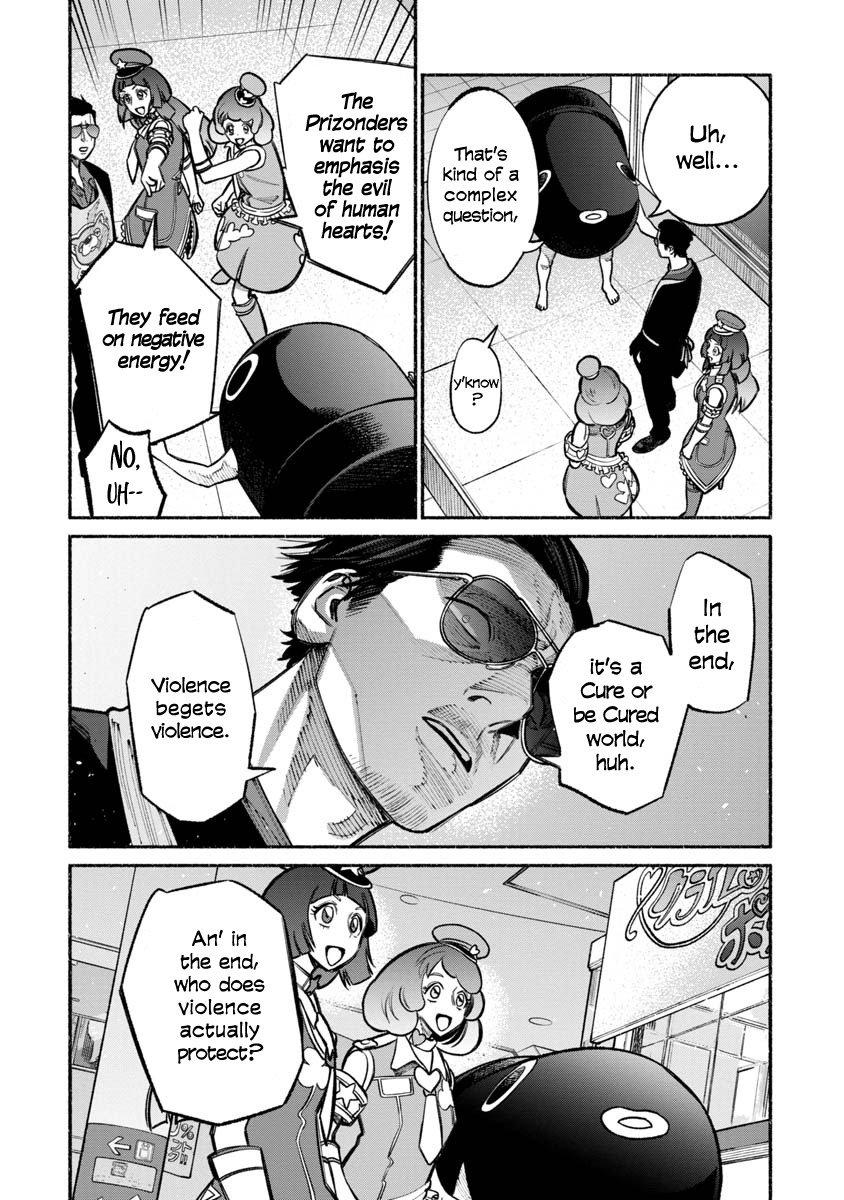 Uh,
well...
That's
kind of a
complex
question,
y'know
?
The
Prizonders
want to
emphasis
the evil
of human
hearts!
They feed
on negative
energy!
NO,
UH--
In
the
end,
it's a
Cure or
be Cured
world,
huh.
Violence
begets
violence.
An' in
the end,
who does
violence
actually
protect?